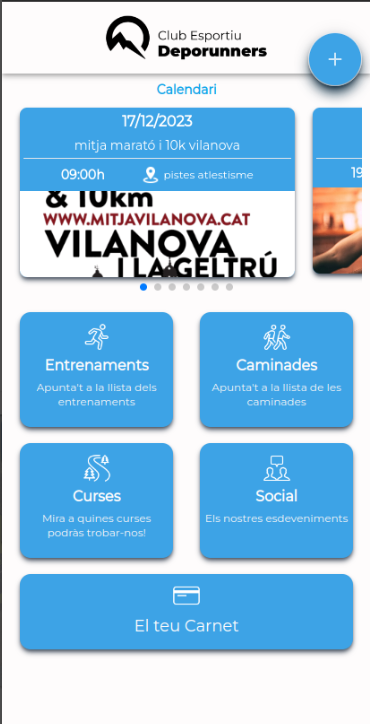 Club Esportiu
Deporunners
+
Calendari
17/12/2023
mitja marató i 10k vilanova
09:00h
pistes atlestisme
19
& 10km
WWW.MITJAVILANOVA.CAT
VILANOVA
I LA GELTRÚ
Entrenaments
Apunta't a la llista dels
entrenaments
Caminades
Apunta't a la llista de les
caminades
Curses
Mira a quines curses
podràs trobar-nos!
Social
Els nostres esdeveniments
El teu Carnet